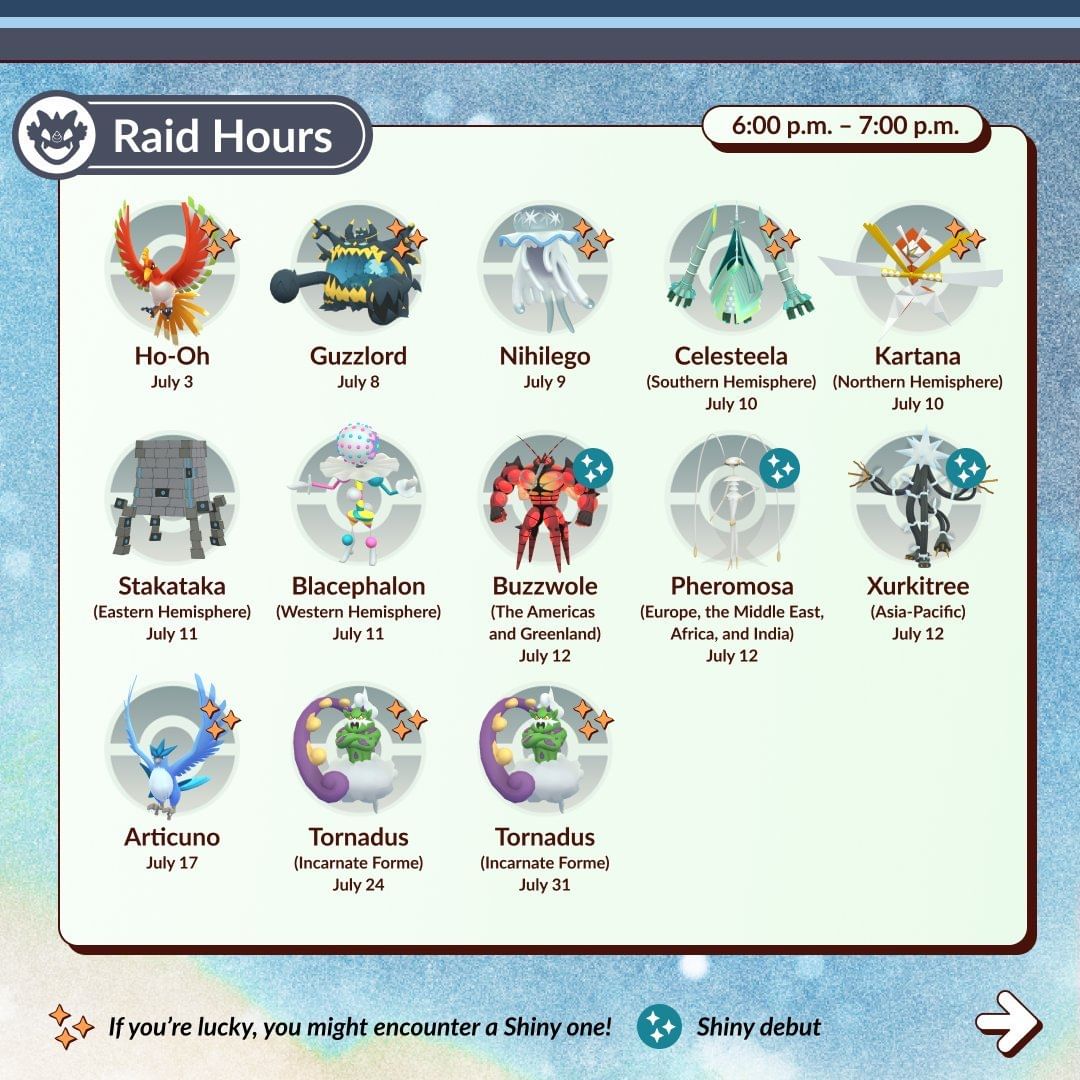 Raid Hours
6:00 p.m. – 7:00 p.m.
Ho-Oh
July 3
Guzzlord
July 8
Nihilego
July 9
Celesteela
(Southern Hemisphere)
July 10
Kartana
(Northern Hemisphere)
July 10
Stakataka
(Eastern Hemisphere)
July 11
Blacephalon
(Western Hemisphere)
July 11
Buzzwole
(The Americas
and Greenland)
July 12
Pheromosa
(Europe, the Middle East,
Africa, and India)
July 12
Xurkitree
(Asia-Pacific)
July 12
Articuno
July 17
Tornadus
(Incarnate Forme)
July 24
Tornadus
(Incarnate Forme)
July 31
If you're lucky, you might encounter a Shiny one!
Shiny debut